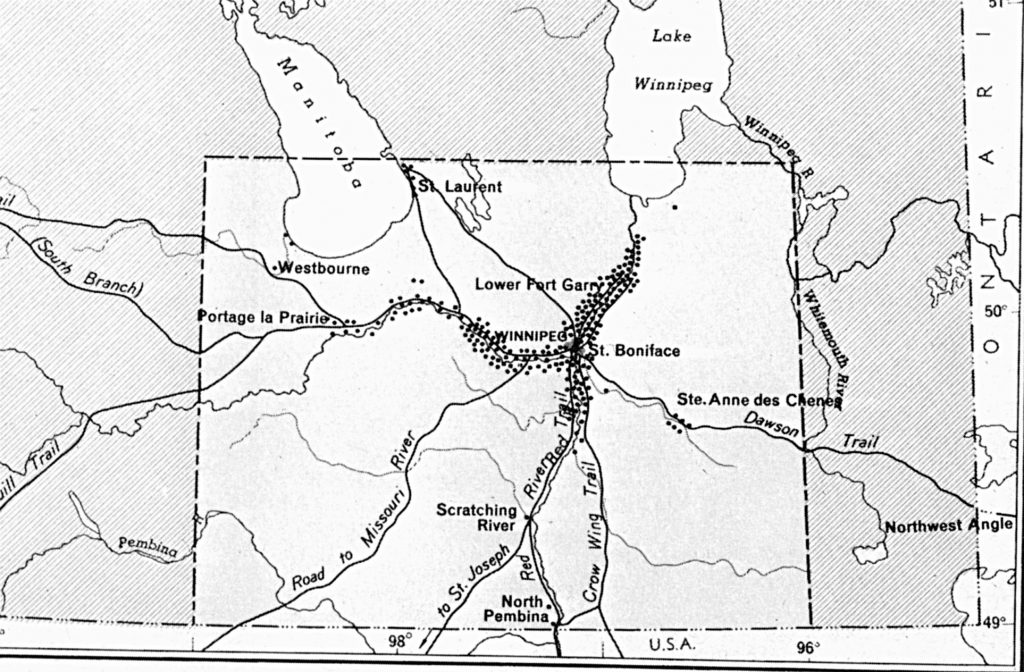 51°
Lake
Winnipeg
Manitoba
ONTARIO
Winnipeg R
St. Laurent
(South Branch)
Westbourne
Lower Fort Garry
Portage la Prairie
50°
WINNIPEG
St. Boniface
Whitemouth River
Ste. Anne des Chenes
Dawson Trail
Trail
River
Red Trail
River
Crow Wing Trail
Northwest Angle
Scratching
River
Pembina
Road to Missouri
to St. Joseph
Red
North
Pembina
49°
98°
U.S.A.
96°